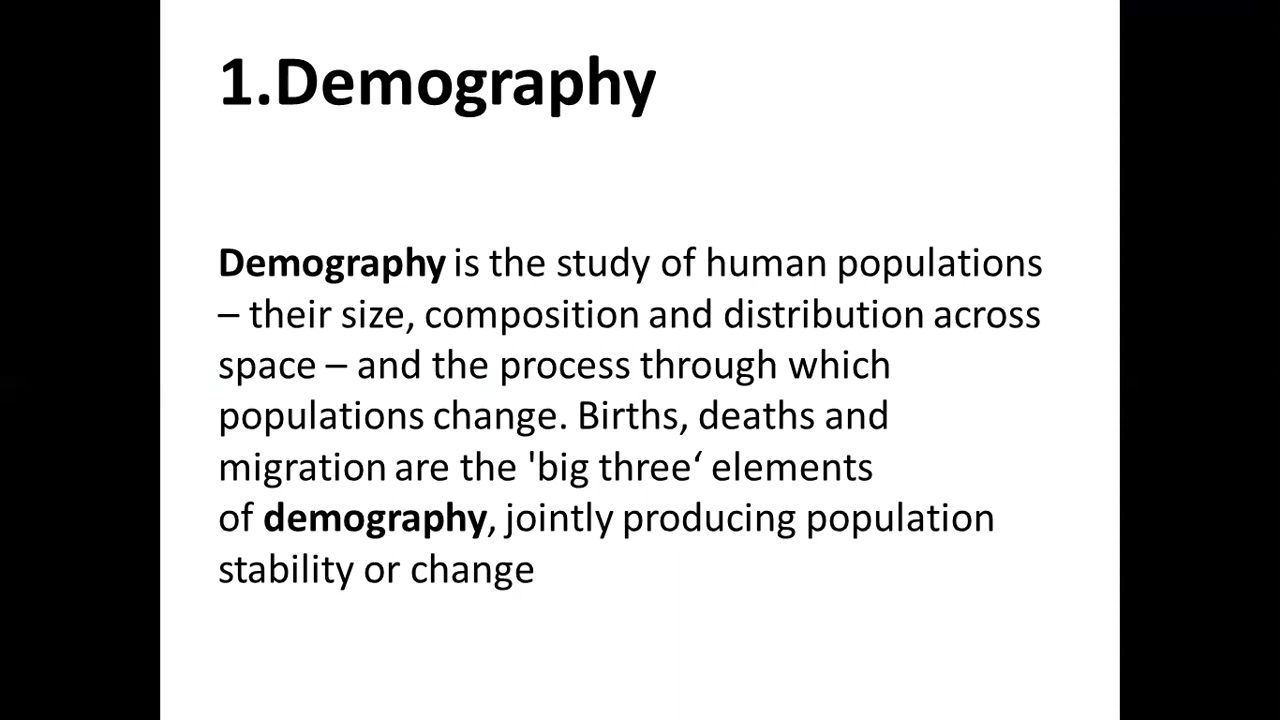 1.Demography
Demography is the study of human populations
– their size, composition and distribution across
space – and the process through which
populations change. Births, deaths and
migration are the 'big three‘ elements
of demography, jointly producing population
stability or change